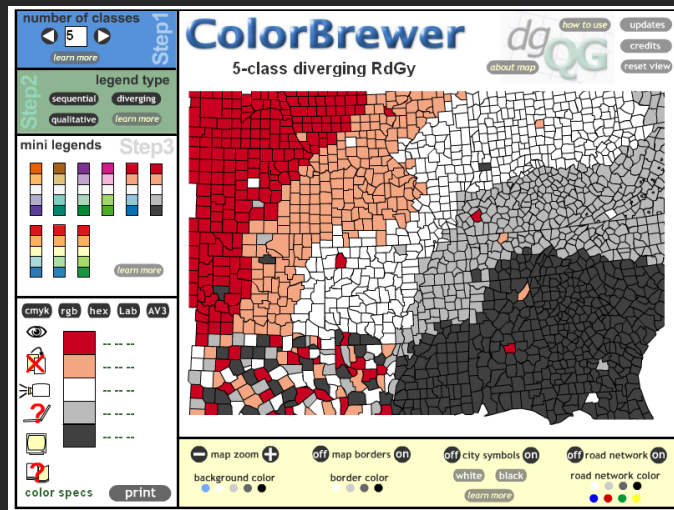 number of classes
5
learn more
Step1
legend type
sequential
diverging
qualitative
learn more
Step2
mini legends
Step3
learn more
cmyk rgb hex Lab AV3
?
?
color specs
print
ColorBrewer
5-class diverging RdGy
dg QG
how to use
about map
updates
credits
reset view
map zoom
off map borders on
off city symbols on
off road network on
background color
border color
white black
learn more
road network color